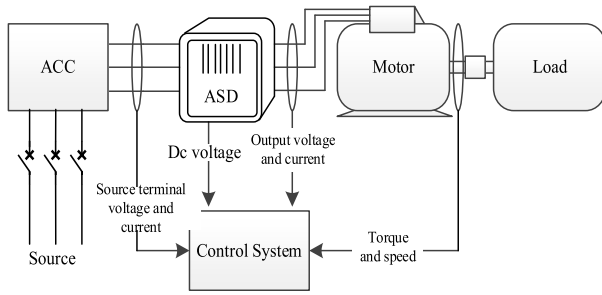 ACC
ASD
Motor
Load
Dc voltage
Output voltage
and current
Source terminal
voltage and
current
Control System
Torque
and speed
Source